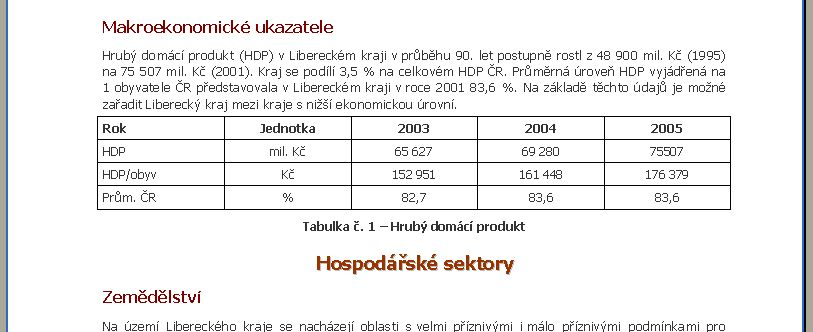 Makroekonomické ukazatele
Hrubý domácí produkt (HDP) v Libereckém kraji v průběhu 90. let postupně rostl z 48 900 mil. Kč (1995)
na 75 507 mil. Kč (2001). Kraj se podílí 3,5 % na celkovém HDP ČR. Průměrná úroveň HDP vyjádřená na
1 obyvatele ČR představovala v Libereckém kraji v roce 2001 83,6 %. Na základě těchto údajů je možné
zařadit Liberecký kraj mezi kraje s nižší ekonomickou úrovní.
Rok Jednotka 2003 2004 2005
HDP mil. Kč 65 627 69 280 75507
HDP/obyv Kč 152 951 161 448 176 379
Prům. ČR % 82,7 83,6 83,6
Tabulka č. 1 – Hrubý domácí produkt
Hospodářské sektory
Zemědělství
Na území Libereckého kraje se nacházejí oblasti s velmi příznivými i málo příznivými podmínkami pro